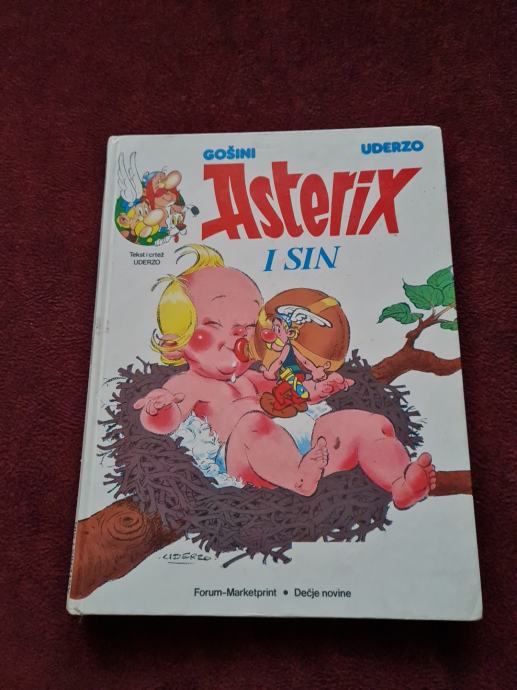 GOŠINI
UDERZO
Asterix
I SIN
Tekst i crtež
UDERZO
UDERZO
Forum-Marketprint • Dečje novine